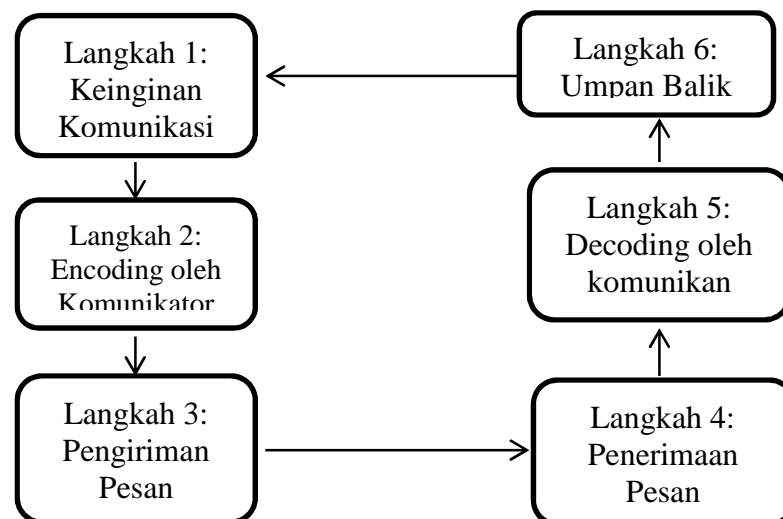 Langkah 1:
Keinginan
Komunikasi
Langkah 2:
Encoding oleh
Komunikator
Langkah 3:
Pengiriman
Pesan
Langkah 4:
Penerimaan
Pesan
Langkah 5:
Decoding oleh
komunikan
Langkah 6:
Umpan Balik